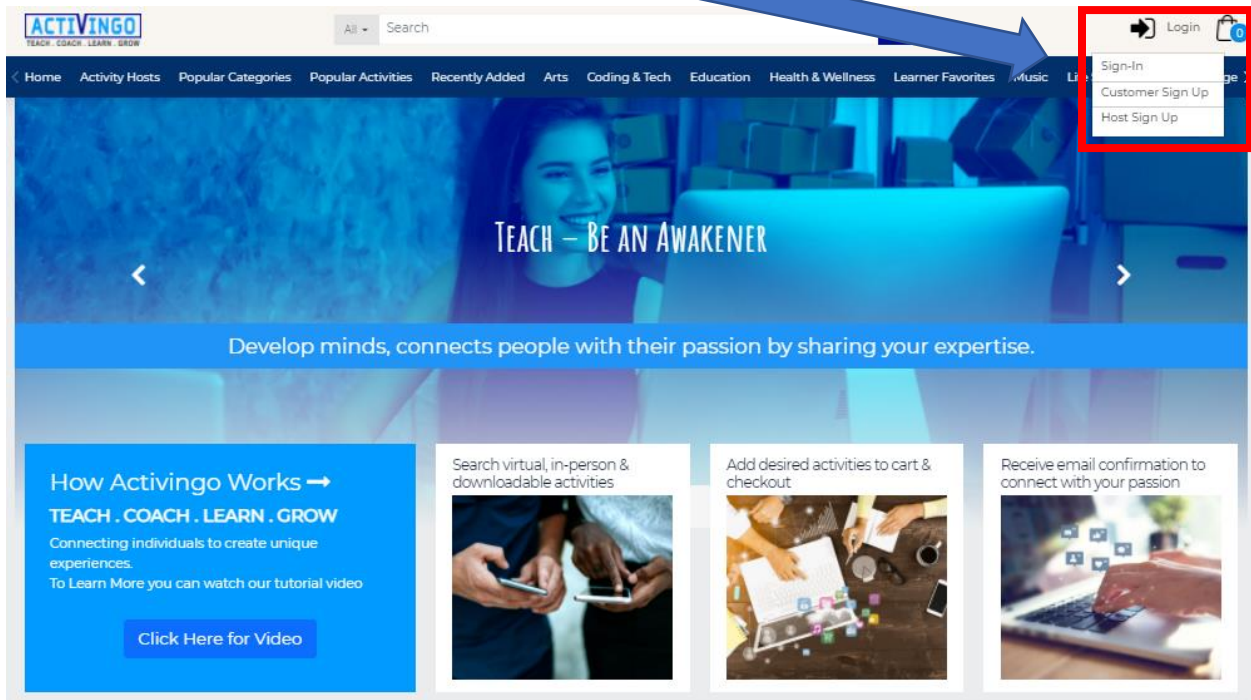 ACTIVINGO
TEACH . COACH . LEARN . GROW
All
Search
Login
0
Home
Activity Hosts
Popular Categories
Popular Activities
Recently Added
Arts
Coding & Tech
Education
Health & Wellness
Learner Favorites
Music
Sign-In
Customer Sign Up
Host Sign Up
TEACH – BE AN AWAKENER
Develop minds, connects people with their passion by sharing your expertise.
How Activingo Works
TEACH . COACH . LEARN . GROW
Connecting individuals to create unique
experiences.
To Learn More you can watch our tutorial video
Click Here for Video
Search virtual, in-person &
downloadable activities
Add desired activities to cart &
checkout
Receive email confirmation to
connect with your passion